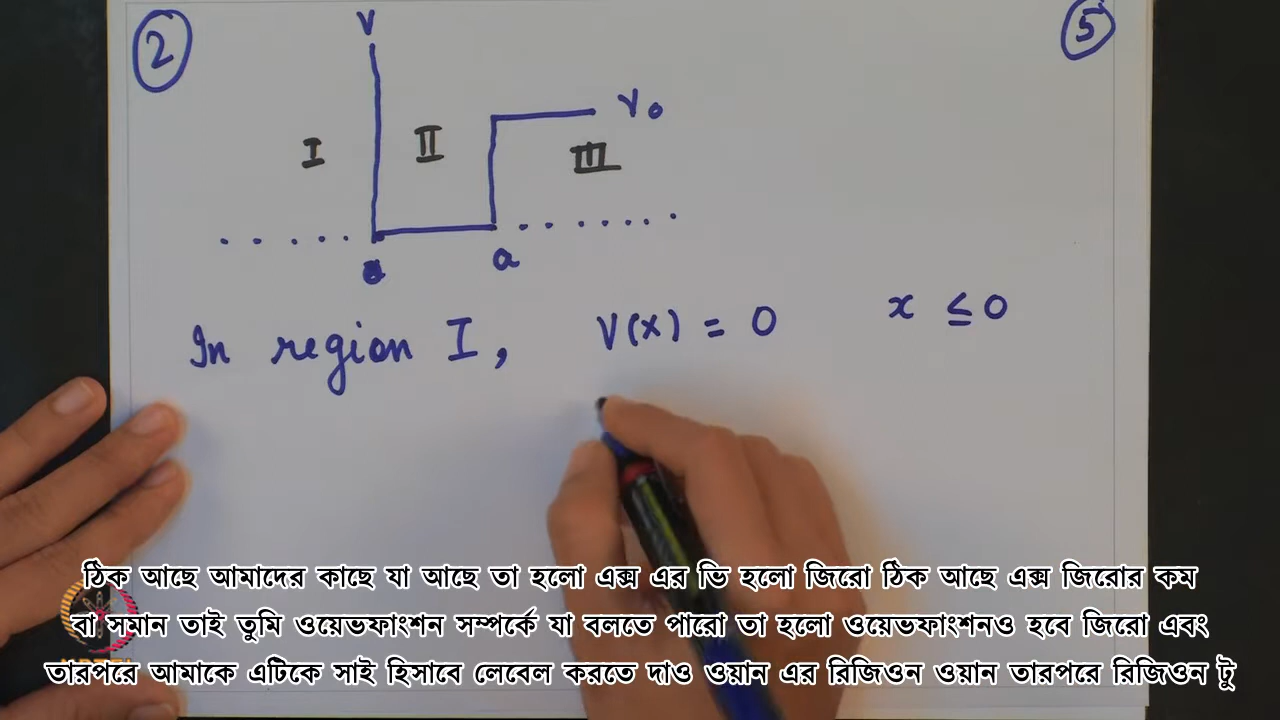 2
5
V
V₀
I II III
0 a
In region I, V(x) = 0 x ≤ 0
ঠিক আছে আমাদের কাছে যা আছে তা হলো এক্স এর ভি হলো জিরো ঠিক আছে এক্স জিরোর কম
বা সমান তাই তুমি ওয়েভফাংশন সম্পর্কে যা বলতে পারো তা হলো ওয়েভফাংশনও হবে জিরো এবং
তারপরে আমাকে এটিকে সাই হিসাবে লেবেল করতে দাও ওয়ান এর রিজিওন ওয়ান তারপরে রিজিওন টু